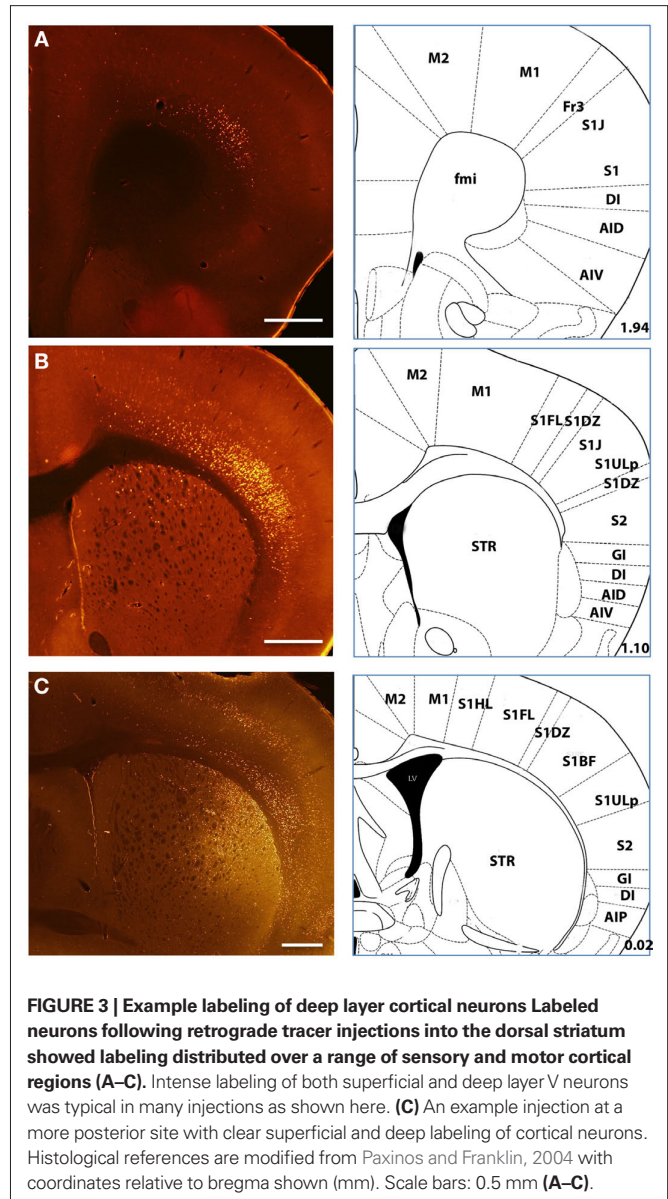 A
M2
M1
Fr3
S1J
S1
fmi
DI
AID
AIV
1.94
B
M2
M1
S1FL
S1DZ
S1J
S1ULp
S1DZ
S2
STR
GI
DI
AID
AIV
1.10
C
M2
M1
S1HL
S1FL
S1DZ
S1BF
LV
S1ULp
S2
STR
GI
DI
AIP
0.02
FIGURE 3 | Example labeling of deep layer cortical neurons Labeled
neurons following retrograde tracer injections into the dorsal striatum
showed labeling distributed over a range of sensory and motor cortical
regions (A–C). Intense labeling of both superficial and deep layer V neurons
was typical in many injections as shown here. (C) An example injection at a
more posterior site with clear superficial and deep labeling of cortical neurons.
Histological references are modified from Paxinos and Franklin, 2004 with
coordinates relative to bregma shown (mm). Scale bars: 0.5 mm (A–C).